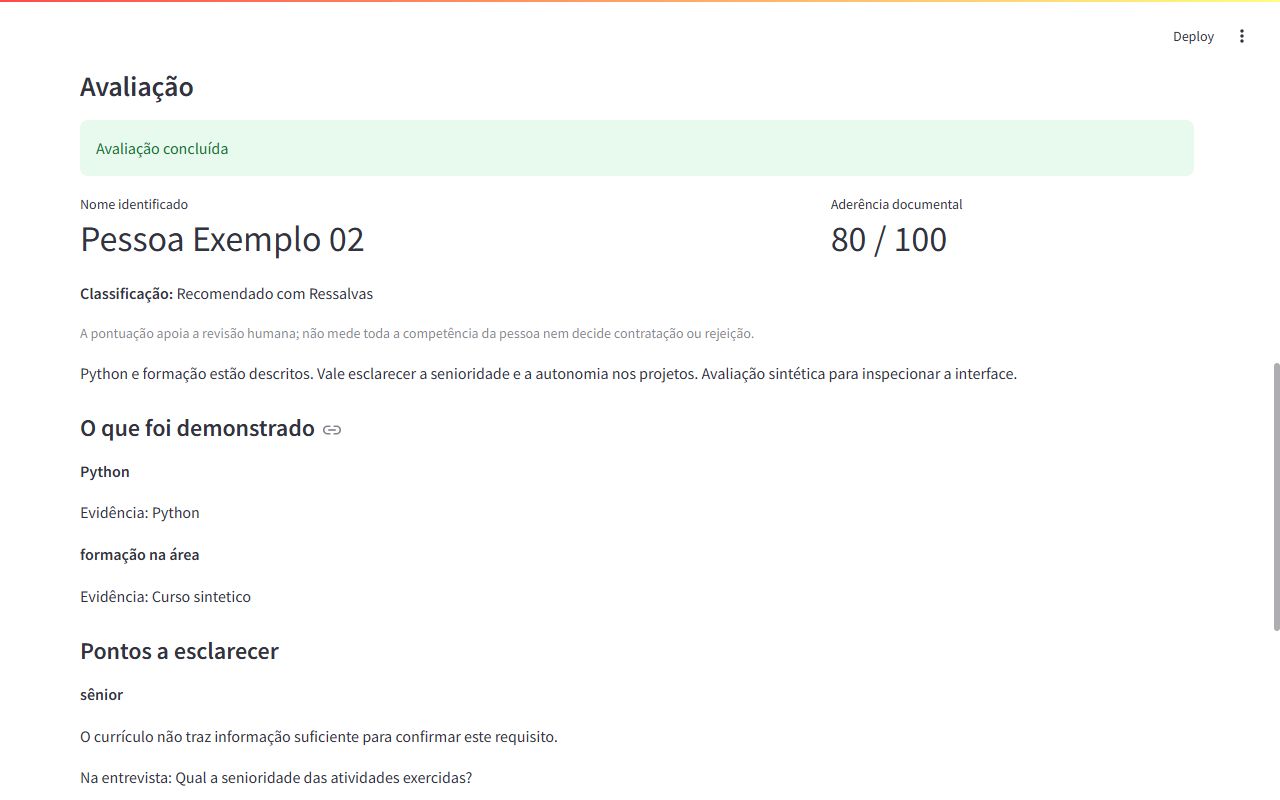 Deploy
Avaliação
Avaliação concluída
Nome identificado
Pessoa Exemplo 02
Aderência documental
80 / 100
Classificação: Recomendado com Ressalvas
A pontuação apoia a revisão humana; não mede toda a competência da pessoa nem decide contratação ou rejeição.
Python e formação estão descritos. Vale esclarecer a senioridade e a autonomia nos projetos. Avaliação sintética para inspecionar a interface.
O que foi demonstrado
Python
Evidência: Python
formação na área
Evidência: Curso sintetico
Pontos a esclarecer
sênior
O currículo não traz informação suficiente para confirmar este requisito.
Na entrevista: Qual a senioridade das atividades exercidas?